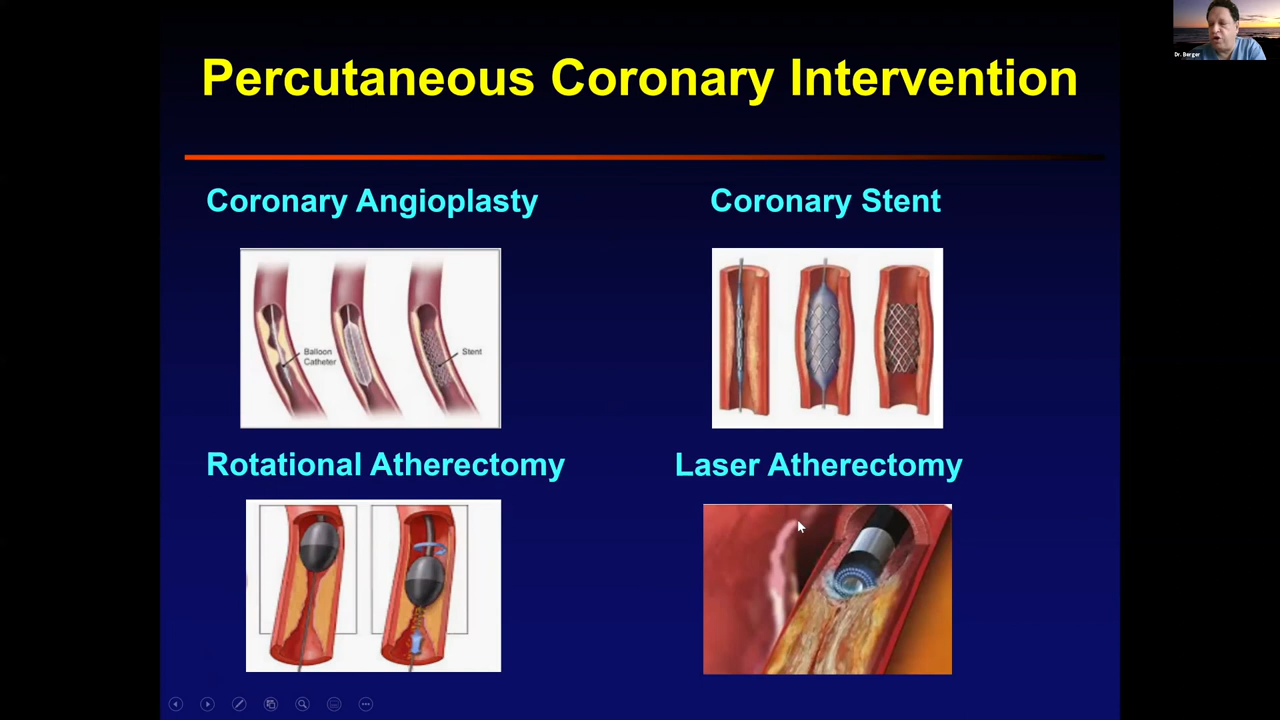 Percutaneous Coronary Intervention
Dr. Berger
Coronary Angioplasty
Coronary Stent
Balloon
Catheter
Stent
Rotational Atherectomy
Laser Atherectomy